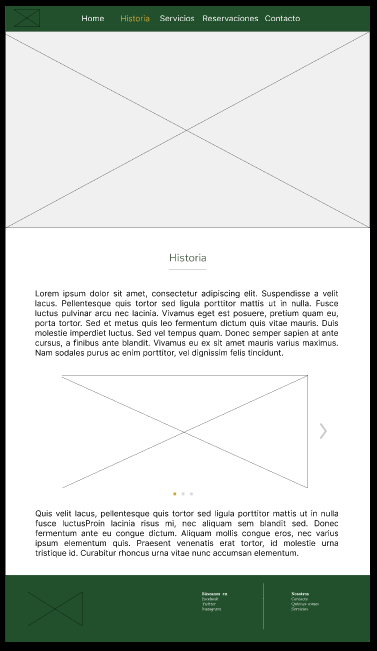 Home Historia Servicios Reservaciones Contacto
Historia
Lorem ipsum dolor sit amet, consectetur adipiscing elit. Suspendisse a velit
lacus. Pellentesque quis tortor sed ligula porttitor mattis ut in nulla. Fusce
luctus pulvinar arcu nec lacinia. Vivamus eget est posuere, pretium quam eu,
porta tortor. Sed et metus quis leo fermentum dictum quis vitae mauris. Duis
molestie imperdiet luctus. Sed vel tempus quam. Donec semper sapien at ante
cursus, a finibus ante blandit. Vivamus eu ex sit amet mauris varius maximus.
Nam sodales purus ac enim porttitor, vel dignissim felis tincidunt.
Quis velit lacus, pellentesque quis tortor sed ligula porttitor mattis ut in nulla
fusce luctusProin lacinia risus mi, nec aliquam sem blandit sed. Donec
fermentum ante eu congue dictum. Aliquam mollis congue eros, nec varius
ipsum elementum quis. Praesent venenatis erat tortor, id molestie urna
tristique id. Curabitur rhoncus urna vitae nunc accumsan elementum.
Búscanos en
Facebook
Twitter
Instagram
Nosotros
Contacto
Quiénes somos
Servicios